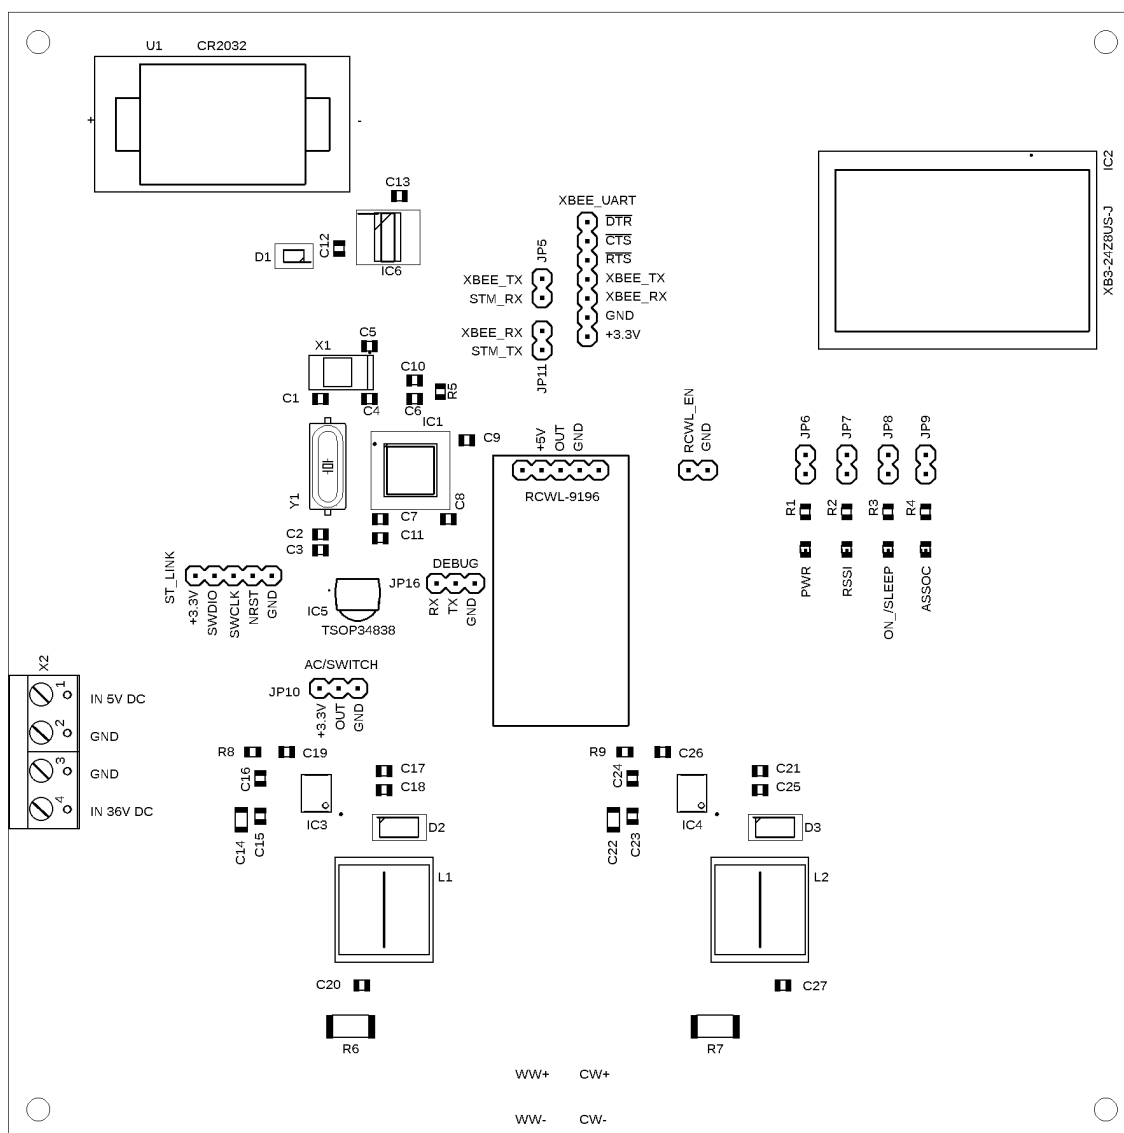 U1 CR2032
+ -
IC2
XB3-24Z8US-J
C13
D1
C12
IC6
XBEE_UART
DTR
CTS
RTS
XBEE_TX
XBEE_RX
GND
+3.3V
JP5
XBEE_TX
STM_RX
XBEE_RX
STM_TX
JP11
C5
X1
C10
R5
C1
C4
C6
IC1
C9
Y1
C8
C7
C11
C2
C3
+5V
OUT
GND
RCWL-9196
RCWL_EN
GND
JP6
JP7
JP8
JP9
R1
R2
R3
R4
PWR
RSSI
ON_/SLEEP
ASSOC
ST_LINK
+3.3V
SWDIO
SWCLK
NRST
GND
IC5
TSOP34838
DEBUG
JP16
RX
TX
GND
AC/SWITCH
JP10
+3.3V
OUT
GND
X2
1
IN 5V DC
2
GND
3
GND
4
IN 36V DC
R8
C19
C16
C17
C18
IC3
C14
C15
D2
L1
C20
R6
R9
C26
C24
C21
C25
IC4
C22
C23
D3
L2
C27
R7
WW+ CW+
WW- CW-